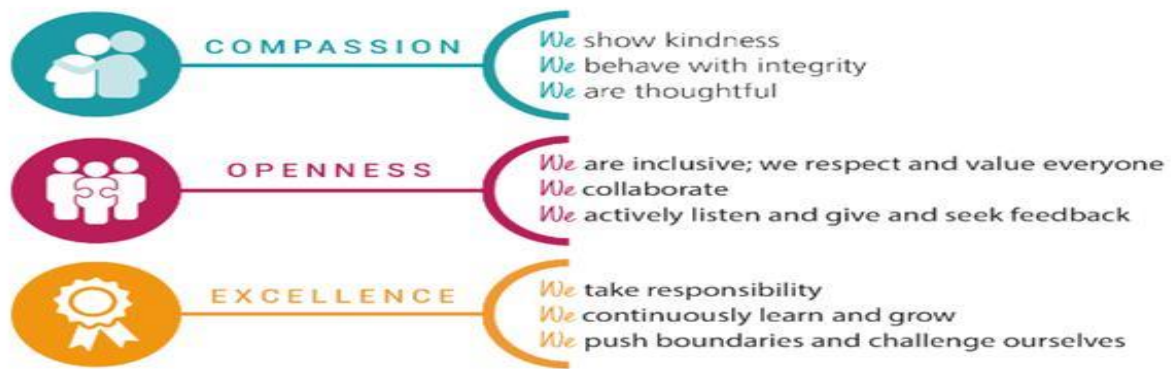 COMPASSION
We show kindness
We behave with integrity
We are thoughtful
OPENNESS
We are inclusive; we respect and value everyone
We collaborate
We actively listen and give and seek feedback
EXCELLENCE
We take responsibility
We continuously learn and grow
We push boundaries and challenge ourselves